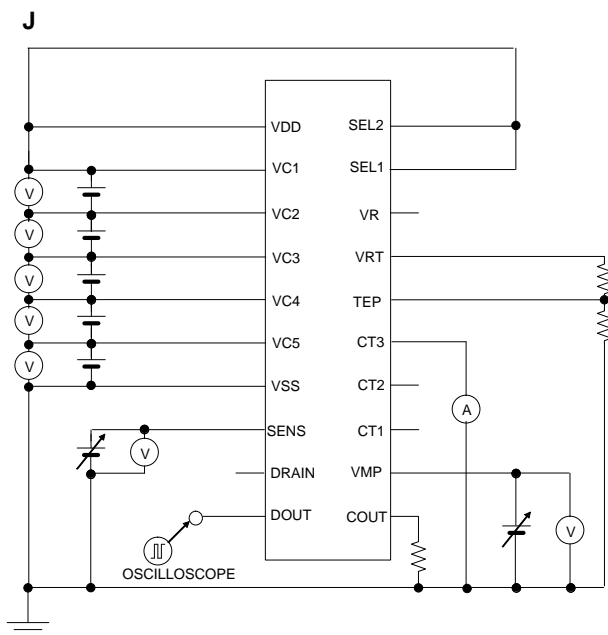 J
VDD
SEL2
VC1
SEL1
V
VC2
VR
V
VC3
VRT
V
VC4
TEP
V
VC5
CT3
V
VSS
CT2
A
SENS
CT1
V
DRAIN
VMP
DOUT
COUT
V
OSCILLOSCOPE